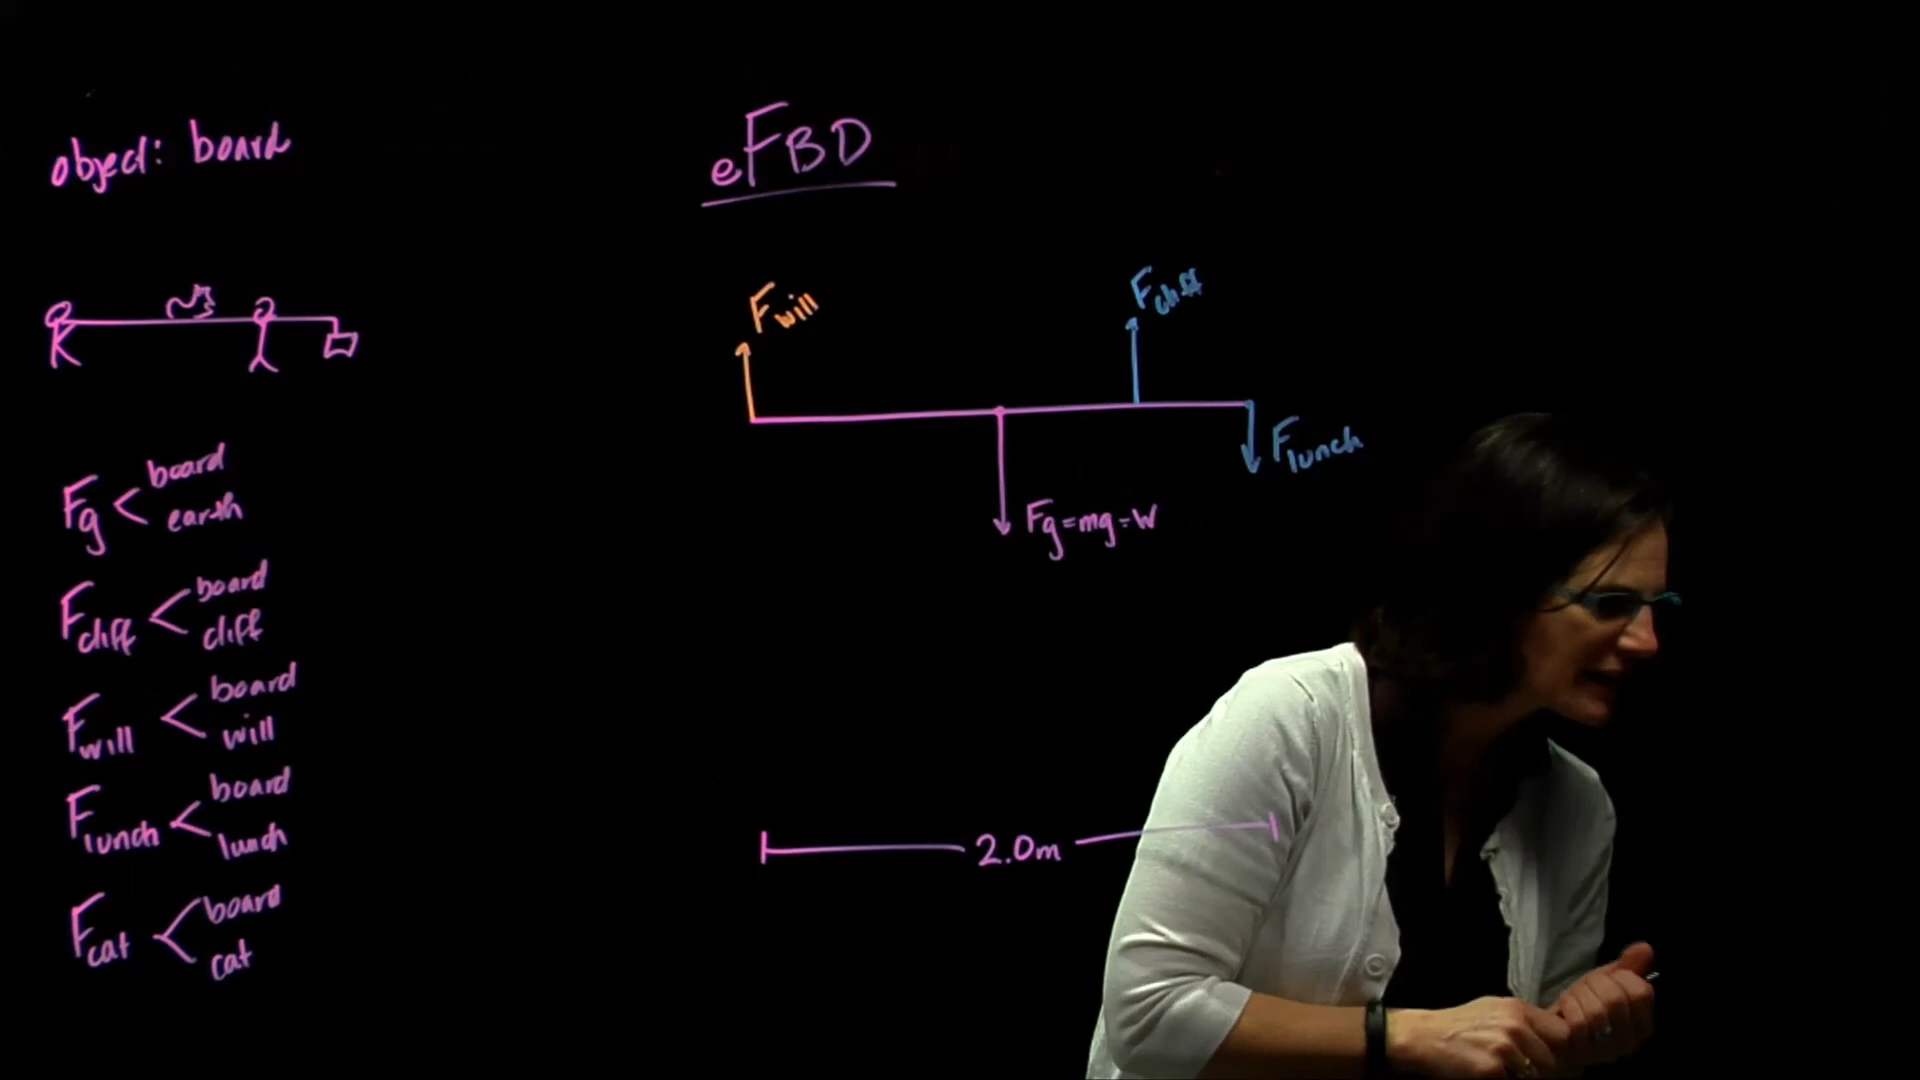 object: board
eFBD
Fwill
Fcliff
Flunch
Fg=mg=W
Fg < board
earth
Fcliff < board
cliff
Fwill < board
will
Flunch < board
lunch
Fcat < board
cat
2.0m